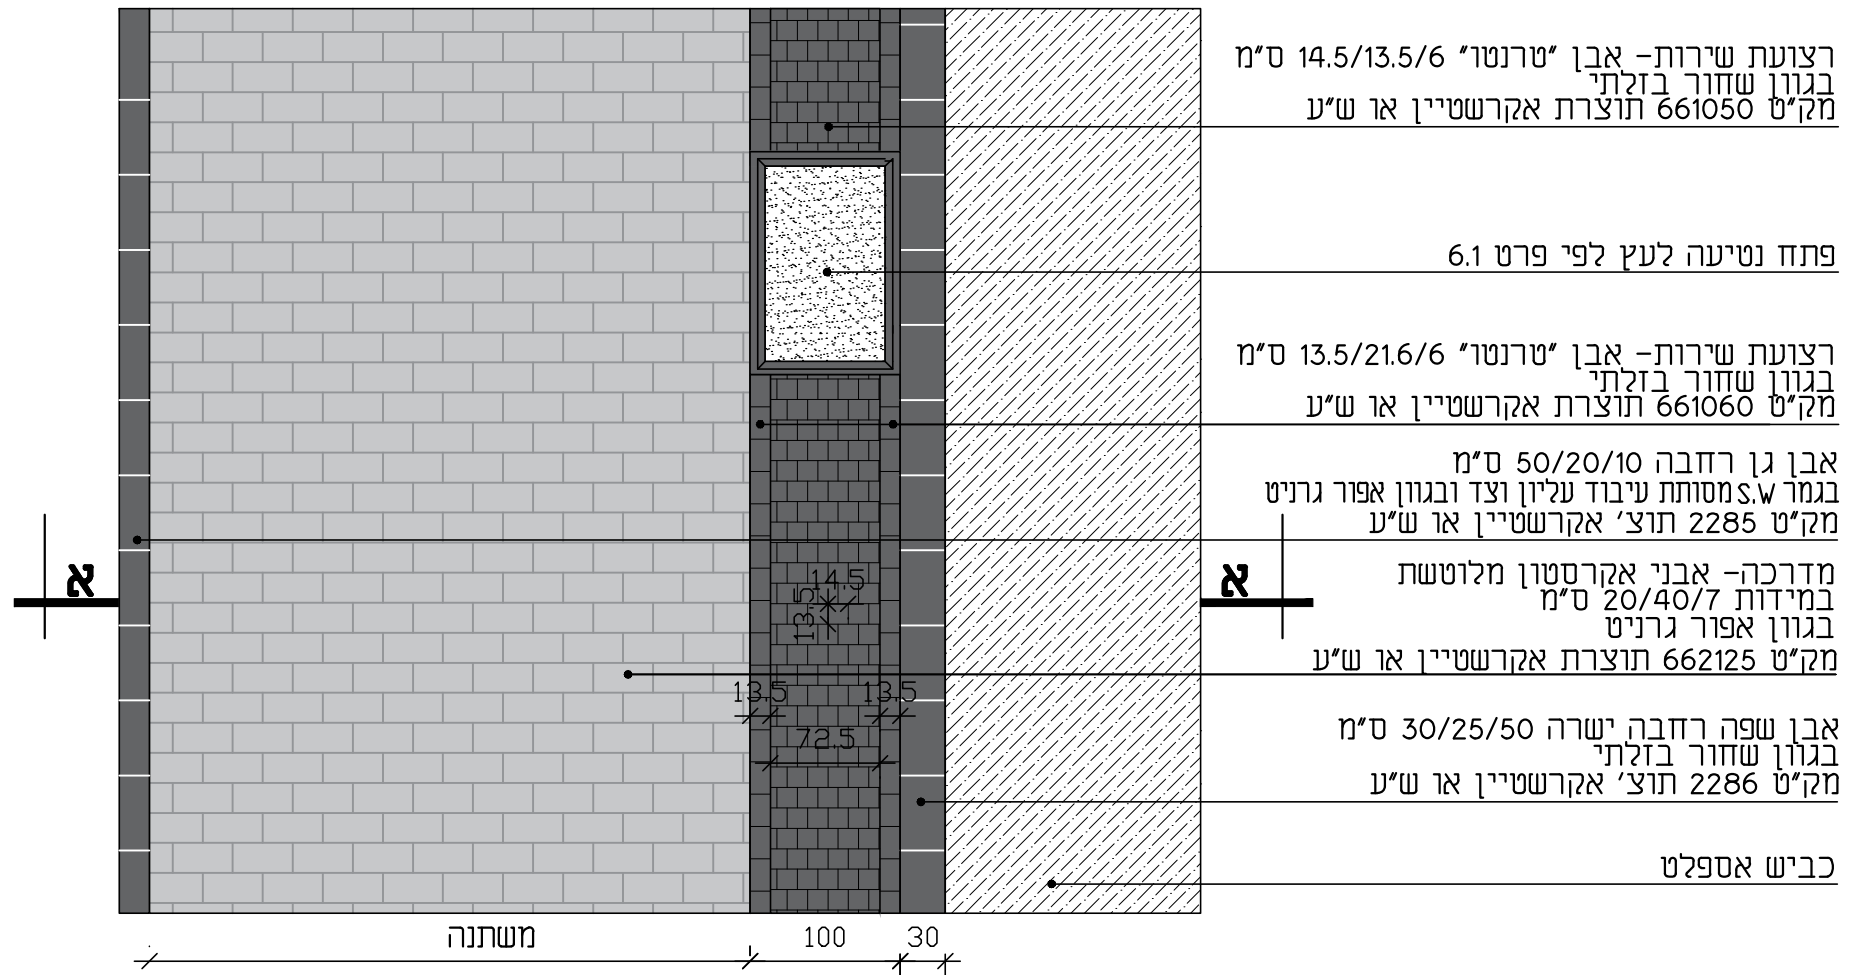 רצועת שירות- אבן "טרנטו" 14.5/13.5/6 ס"מ
בגוון שחור בזלתי
מק"ט 661050 תוצרת אקרשטיין או ש"ע
פתח נטיעה לעץ לפי פרט 6.1
רצועת שירות- אבן "טרנטו" 13.5/21.6/6 ס"מ
בגוון שחור בזלתי
מק"ט 661060 תוצרת אקרשטיין או ש"ע
אבן גן רחבה 50/20/10 ס"מ
בגמר S.W מסותת עיבוד עליון וצד ובגוון אפור גרניט
מק"ט 2285 תוצ' אקרשטיין או ש"ע
א
א
מדרכה- אבני אקרסטון מלוטשת
במידות 20/40/7 ס"מ
בגוון אפור גרניט
מק"ט 662125 תוצרת אקרשטיין או ש"ע
14.5
13.5
13.5
13.5
72.5
אבן שפה רחבה ישרה 30/25/50 ס"מ
בגוון שחור בזלתי
מק"ט 2286 תוצ' אקרשטיין או ש"ע
כביש אספלט
משתנה
100
30